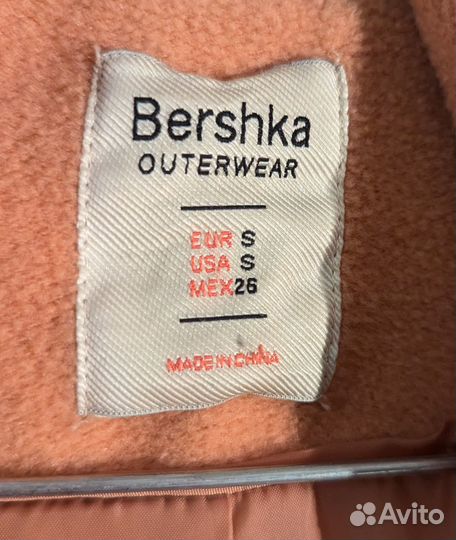 Bershka
OUTERWEAR
EUR S
USA S
MEX 26
MADE IN CHINA
Avito